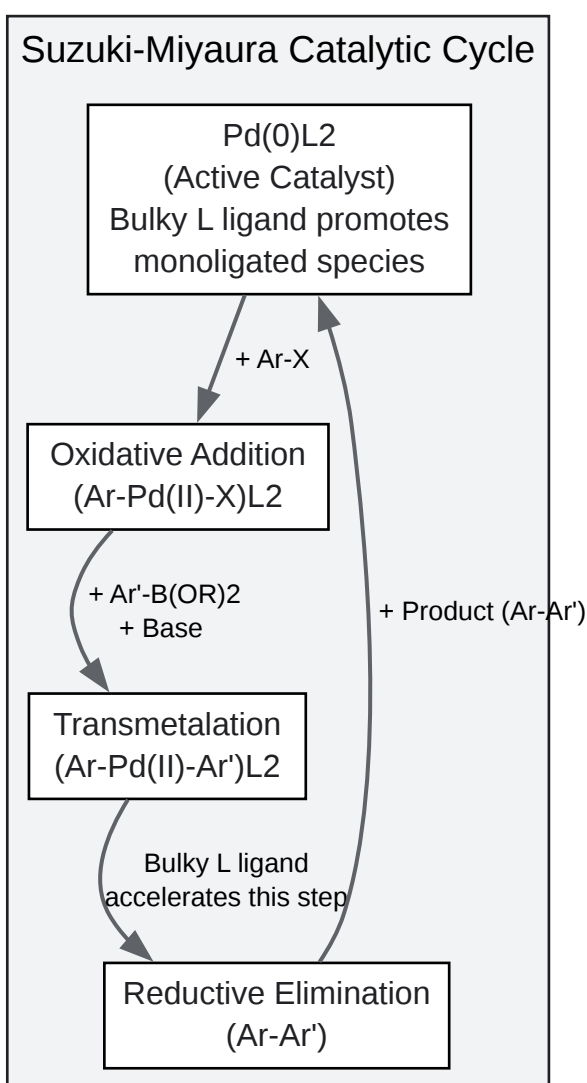 Suzuki-Miyaura Catalytic Cycle
Pd(0)L2
(Active Catalyst)
Bulky L ligand promotes
monoligated species
+ Ar-X
Oxidative Addition
(Ar-Pd(II)-X)L2
+ Ar'-B(OR)2
+ Base
+ Product (Ar-Ar')
Transmetalation
(Ar-Pd(II)-Ar')L2
Bulky L ligand
accelerates this step
Reductive Elimination
(Ar-Ar')